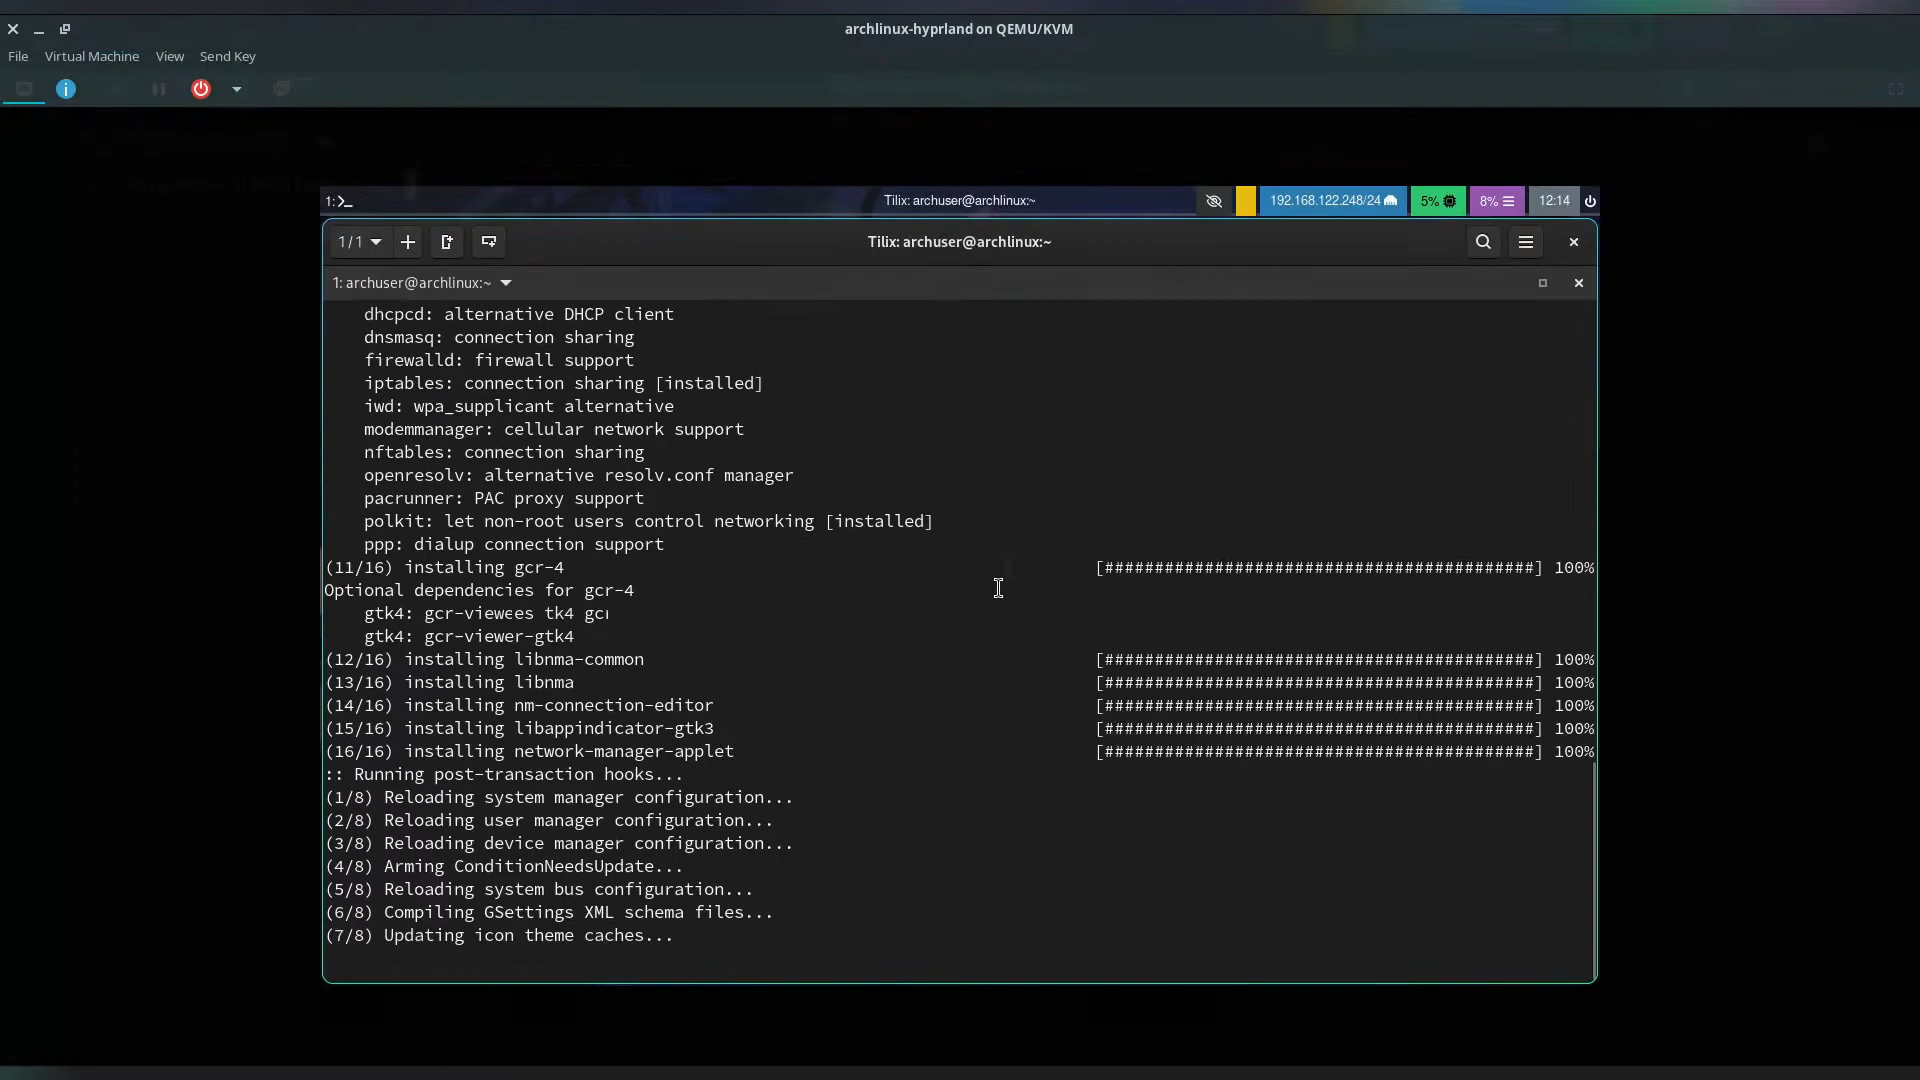 archlinux-hyprland on QEMU/KVM
File Virtual Machine View Send Key
1: Tilix: archuser@archlinux:~ 192.168.122.248/24 5% 8% 12:14
1/1 Tilix: archuser@archlinux:~
1: archuser@archlinux:~
dhcpcd: alternative DHCP client
dnsmasq: connection sharing
firewalld: firewall support
iptables: connection sharing [installed]
iwd: wpa_supplicant alternative
modemmanager: cellular network support
nftables: connection sharing
openresolv: alternative resolv.conf manager
pacrunner: PAC proxy support
polkit: let non-root users control networking [installed]
ppp: dialup connection support
(11/16) installing gcr-4 [###########################################] 100%
Optional dependencies for gcr-4
gtk4:
gtk4: gcr-viewer-gtk4
(12/16) installing libnma-common [###########################################] 100%
(13/16) installing libnma [###########################################] 100%
(14/16) installing nm-connection-editor [###########################################] 100%
(15/16) installing libappindicator-gtk3 [###########################################] 100%
(16/16) installing network-manager-applet [###########################################] 100%
:: Running post-transaction hooks...
(1/8) Reloading system manager configuration...
(2/8) Reloading user manager configuration...
(3/8) Reloading device manager configuration...
(4/8) Arming ConditionNeedsUpdate...
(5/8) Reloading system bus configuration...
(6/8) Compiling GSettings XML schema files...
(7/8) Updating icon theme caches...